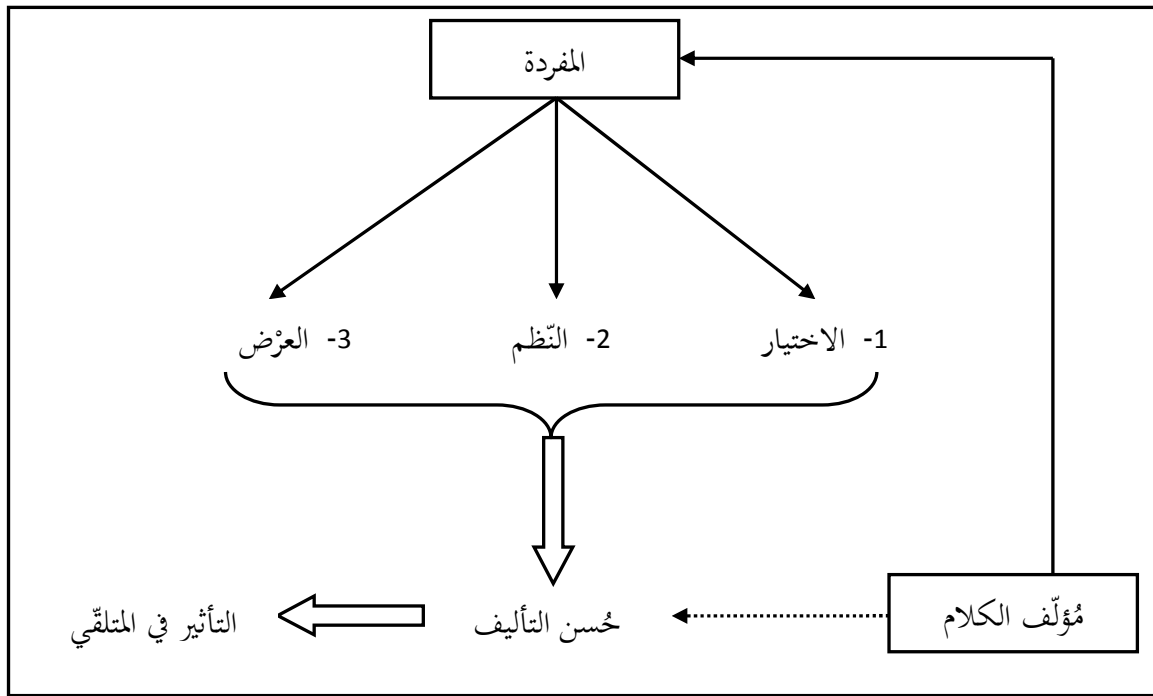 المفردة
1- الاختيار
2- النّظم
3- العرْض
مُؤلّف الكلام
حُسن التأليف
التأثير في المتلقّي